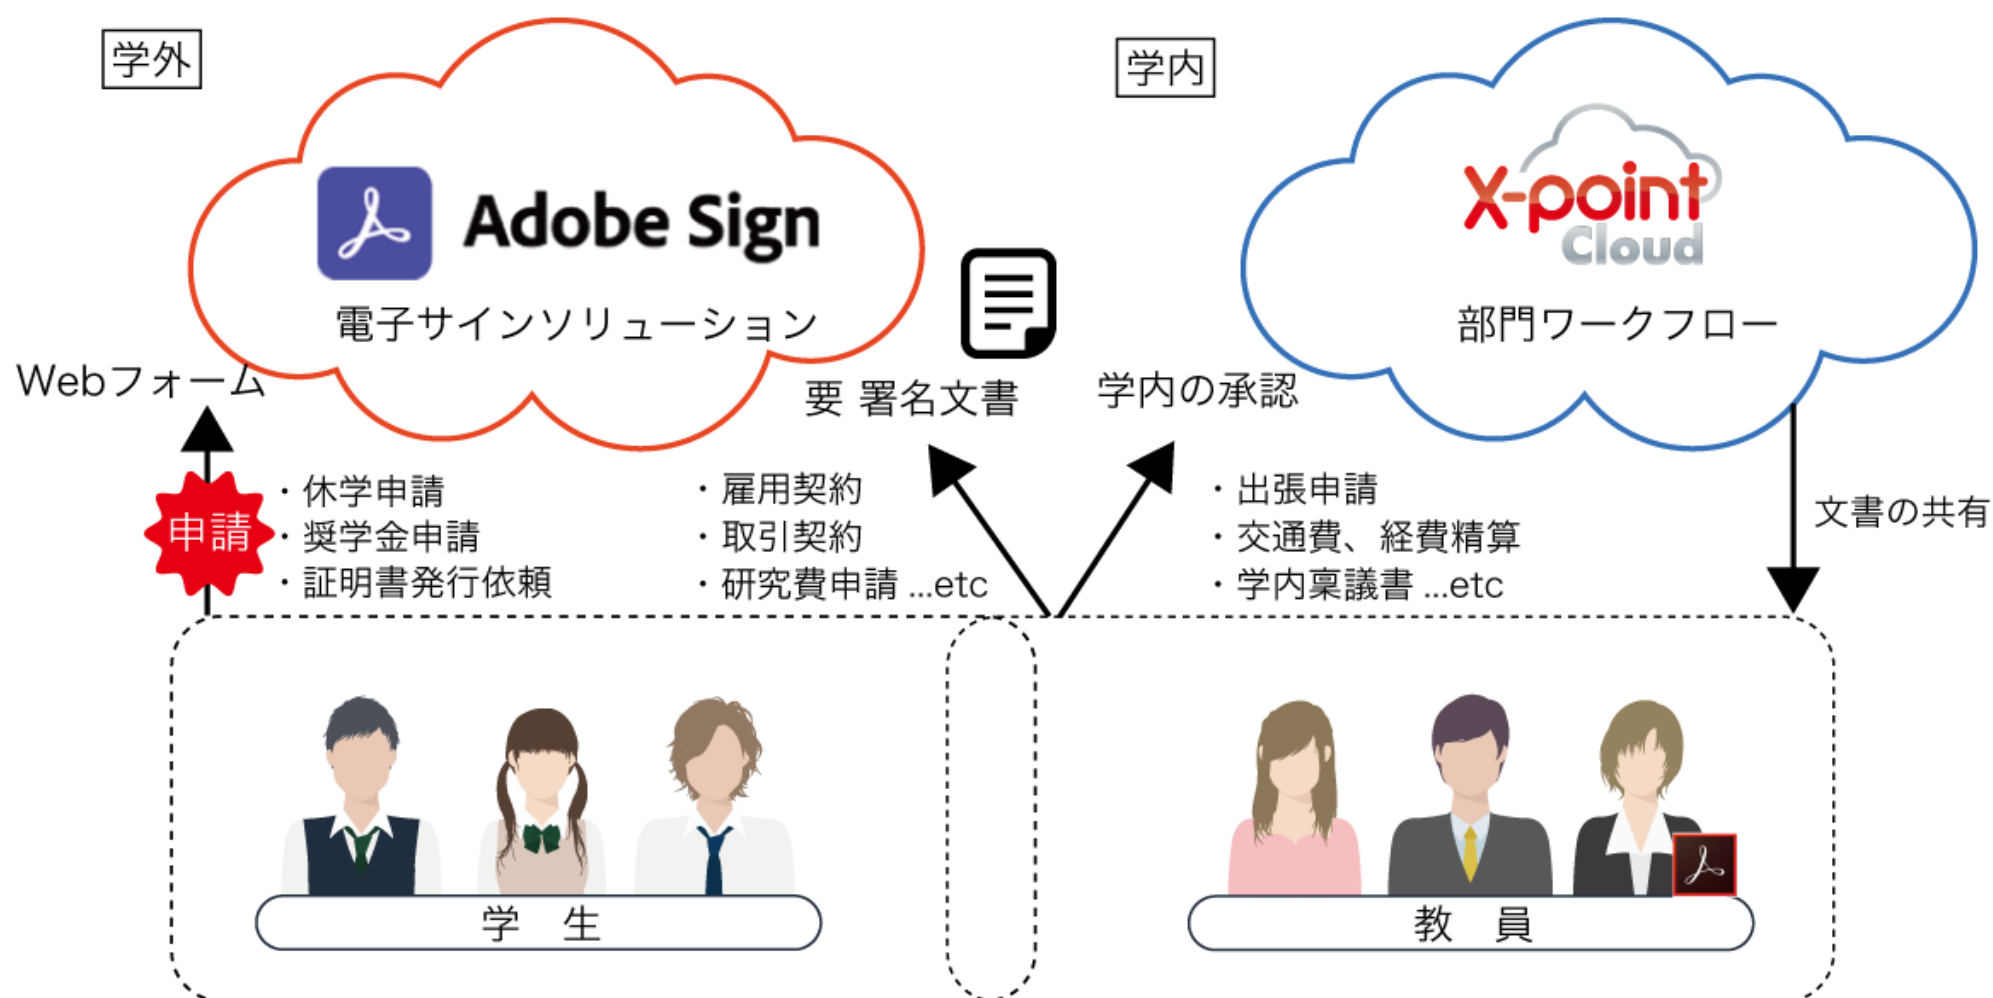 学外
Adobe Sign
電子サインソリューション
学内
X-point
Cloud
部門ワークフロー
Webフォーム
要 署名文書
学内の承認
申請
・休学申請
・奨学金申請
・証明書発行依頼
・雇用契約
・取引契約
・研究費申請 ...etc
・出張申請
・交通費、経費精算
・学内稟議書 ...etc
文書の共有
学 生
教 員